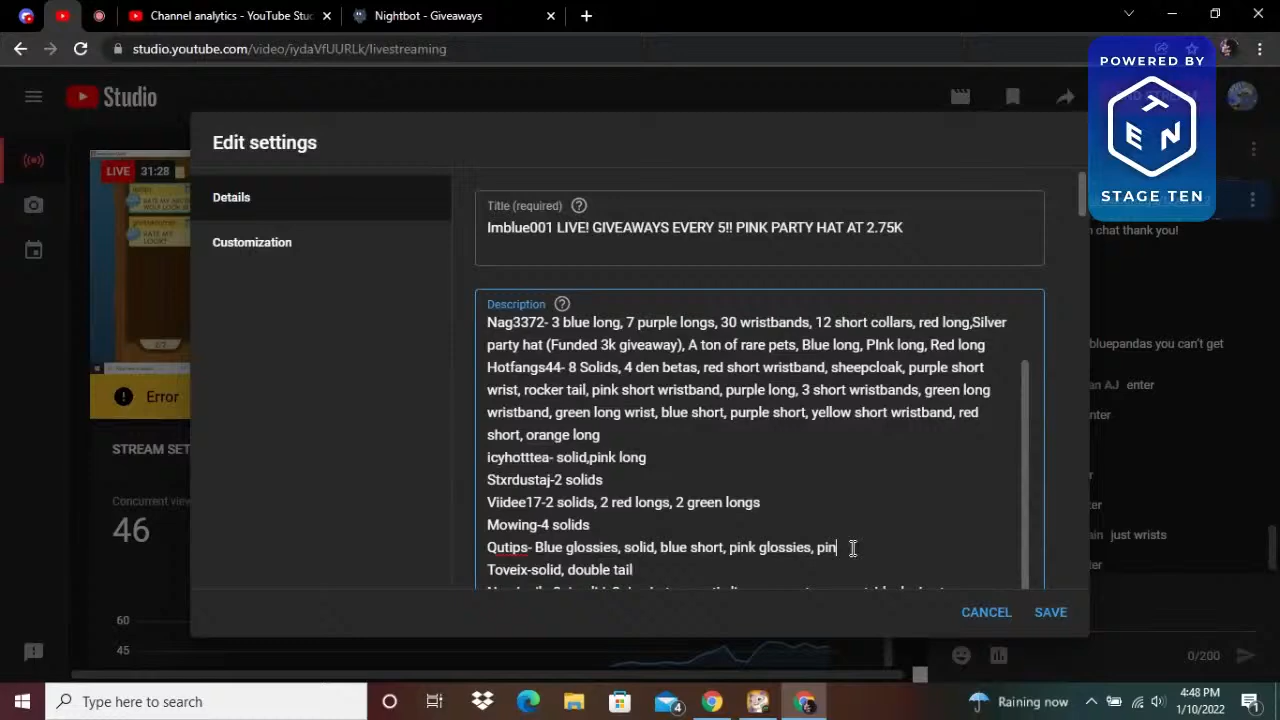 Channel analytics - YouTube Stud
Nightbot - Giveaways
studio.youtube.com/video/iydaVfUURLk/livestreaming
POWERED BY
TEN
STAGE TEN
Studio
Edit settings
LIVE 31:28
Details
Customization
Title (required)
Imblue001 LIVE! GIVEAWAYS EVERY 5!! PINK PARTY HAT AT 2.75K
chat thank you!
Description
Nag3372- 3 blue long, 7 purple longs, 30 wristbands, 12 short collars, red long,Silver
party hat (Funded 3k giveaway), A ton of rare pets, Blue long, PInk long, Red long
Hotfangs44- 8 Solids, 4 den betas, red short wristband, sheepcloak, purple short
wrist, rocker tail, pink short wristband, purple long, 3 short wristbands, green long
wristband, green long wrist, blue short, purple short, yellow short wristband, red
short, orange long
icyhotttea- solid,pink long
Stxrdustaj-2 solids
Viidee17-2 solids, 2 red longs, 2 green longs
Mowing-4 solids
Qutips- Blue glossies, solid, blue short, pink glossies, pin
Toveix-solid, double tail
bluepandas you can't get
an AJ enter
just wrists
Error
STREAM SET
Concurrent view
46
CANCEL
SAVE
60
45
0/200
Type here to search
4
Raining now
4:48 PM
1/10/2022
1